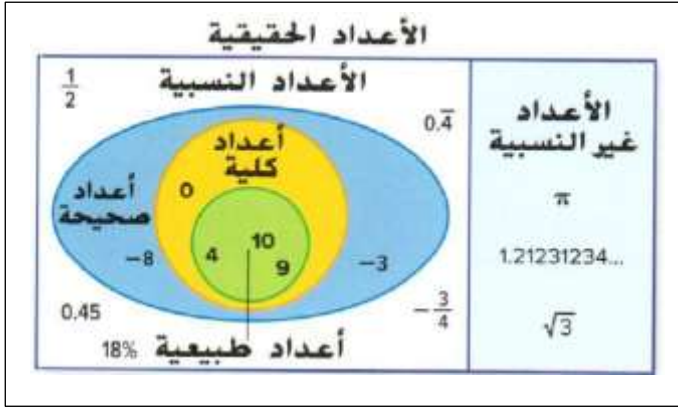 الأعداد الحقيقية
الأعداد النسبية
1/2
0.4̅
الأعداد
غير النسبية
π
1.21231234...
√3
أعداد
كلية
0
أعداد
صحيحة
4
10
9
−8
−3
0.45
−3/4
18%
أعداد طبيعية